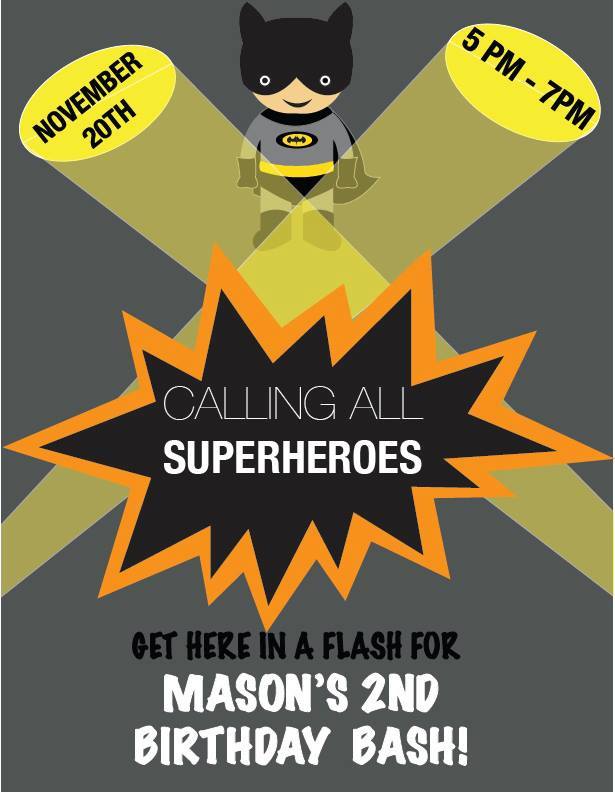 NOVEMBER
20TH
5 PM - 7PM
CALLING ALL
SUPERHEROES
GET HERE IN A FLASH FOR
MASON'S 2ND
BIRTHDAY BASH!